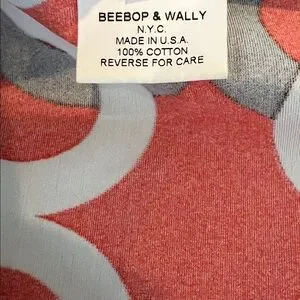 BEEBOP & WALLY
N.Y.C.
MADE IN U.S.A.
100% COTTON
REVERSE FOR CARE